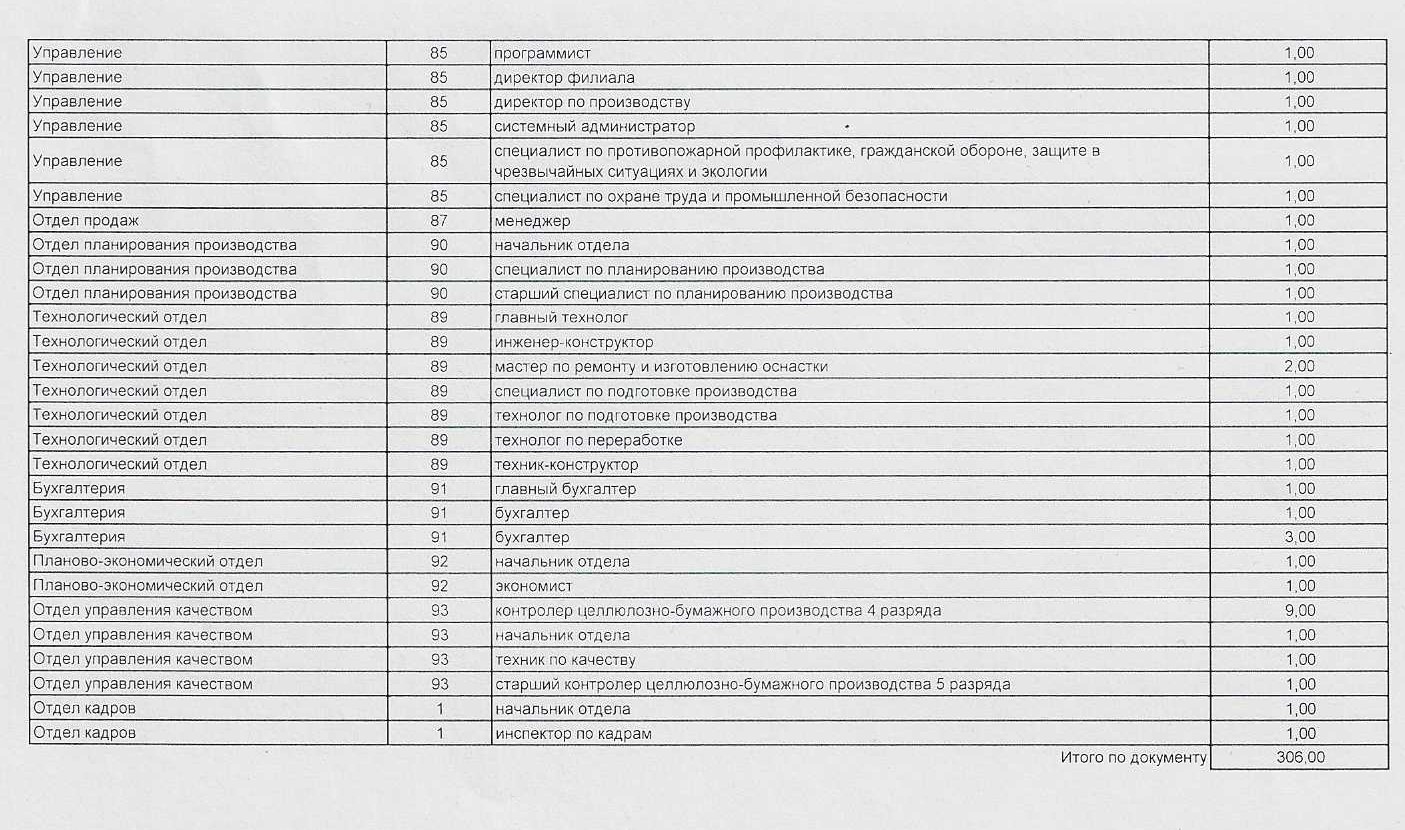 Управление 85 программист 1,00
Управление 85 директор филиала 1,00
Управление 85 директор по производству 1,00
Управление 85 системный администратор 1,00
Управление 85 специалист по противопожарной профилактике, гражданской обороне, защите в 1,00
чрезвычайных ситуациях и экологии
Управление 85 специалист по охране труда и промышленной безопасности 1,00
Отдел продаж 87 менеджер 1,00
Отдел планирования производства 90 начальник отдела 1,00
Отдел планирования производства 90 специалист по планированию производства 1,00
Отдел планирования производства 90 старший специалист по планированию производства 1,00
Технологический отдел 89 главный технолог 1,00
Технологический отдел 89 инженер-конструктор 1,00
Технологический отдел 89 мастер по ремонту и изготовлению оснастки 2,00
Технологический отдел 89 специалист по подготовке производства 1,00
Технологический отдел 89 технолог по подготовке производства 1,00
Технологический отдел 89 технолог по переработке 1,00
Технологический отдел 89 техник-конструктор 1,00
Бухгалтерия 91 главный бухгалтер 1,00
Бухгалтерия 91 бухгалтер 1,00
Бухгалтерия 91 бухгалтер 3,00
Планово-экономический отдел 92 начальник отдела 1,00
Планово-экономический отдел 92 экономист 1,00
Отдел управления качеством 93 контролер целлюлозно-бумажного производства 4 разряда 9,00
Отдел управления качеством 93 начальник отдела 1,00
Отдел управления качеством 93 техник по качеству 1,00
Отдел управления качеством 93 старший контролер целлюлозно-бумажного производства 5 разряда 1,00
Отдел кадров 1 начальник отдела 1,00
Отдел кадров 1 инспектор по кадрам 1,00
Итого по документу 306,00